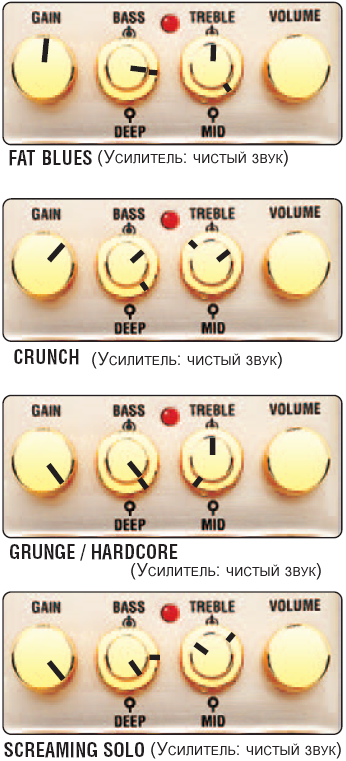 GAIN BASS TREBLE VOLUME
DEEP MID
FAT BLUES (Усилитель: чистый звук)
GAIN BASS TREBLE VOLUME
DEEP MID
CRUNCH (Усилитель: чистый звук)
GAIN BASS TREBLE VOLUME
DEEP MID
GRUNGE / HARDCORE
(Усилитель: чистый звук)
GAIN BASS TREBLE VOLUME
DEEP MID
SCREAMING SOLO (Усилитель: чистый звук)